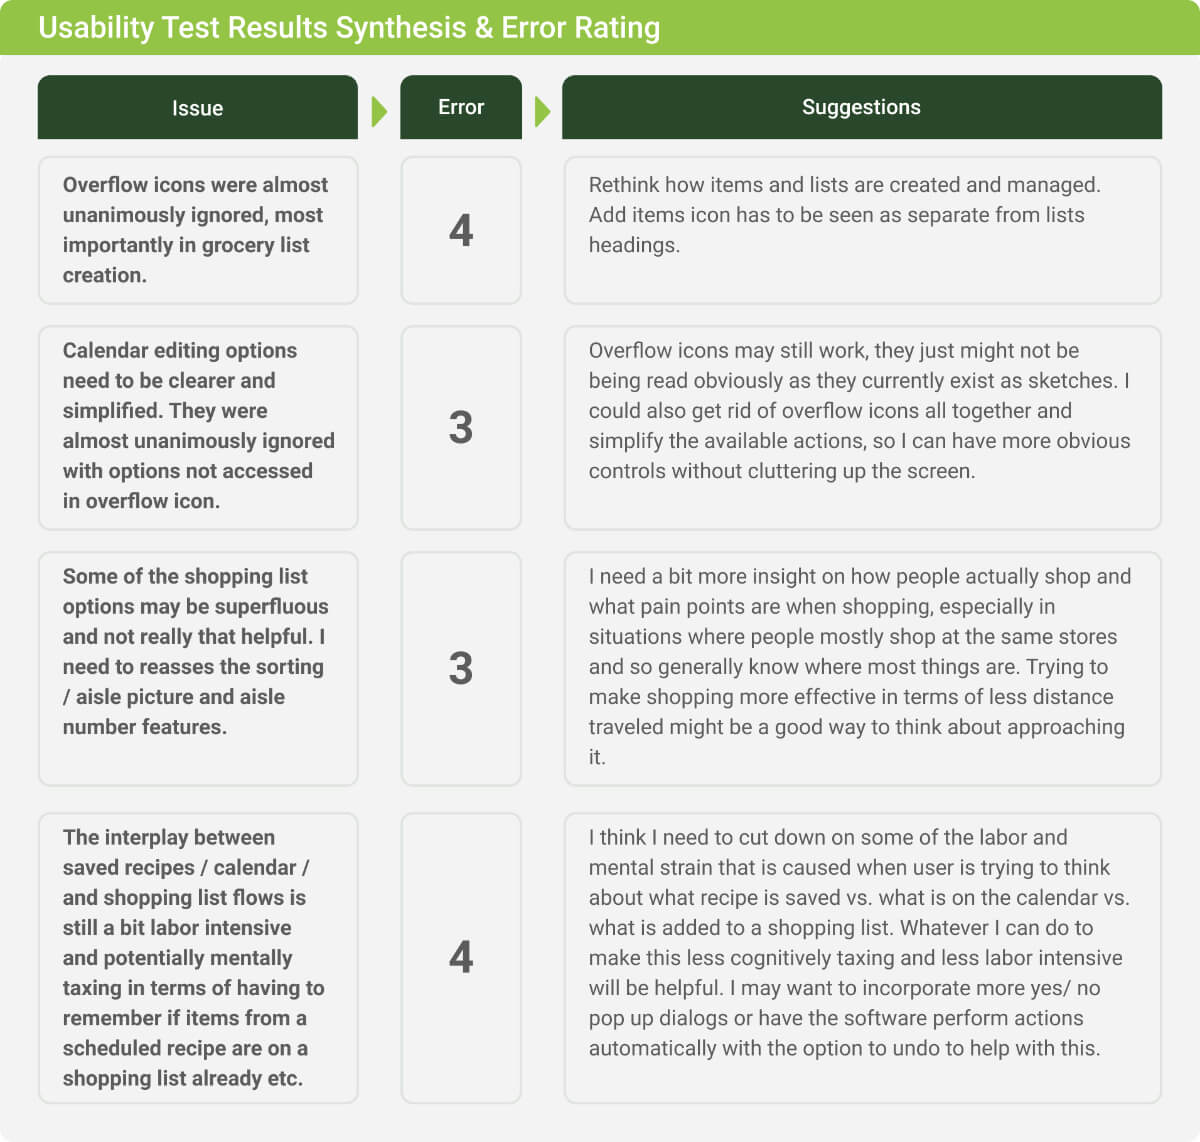 Usability Test Results Synthesis & Error Rating
Issue
Error
Suggestions
Overflow icons were almost
unanimously ignored, most
importantly in grocery list
creation.
4
Rethink how items and lists are created and managed.
Add items icon has to be seen as separate from lists
headings.
Calendar editing options
need to be clearer and
simplified. They were
almost unanimously ignored
with options not accessed
in overflow icon.
3
Overflow icons may still work, they just might not be
being read obviously as they currently exist as sketches. I
could also get rid of overflow icons all together and
simplify the available actions, so I can have more obvious
controls without cluttering up the screen.
Some of the shopping list
options may be superfluous
and not really that helpful. I
need to reasses the sorting
/ aisle picture and aisle
number features.
3
I need a bit more insight on how people actually shop and
what pain points are when shopping, especially in
situations where people mostly shop at the same stores
and so generally know where most things are. Trying to
make shopping more effective in terms of less distance
traveled might be a good way to think about approaching
it.
The interplay between
saved recipes / calendar /
and shopping list flows is
still a bit labor intensive
and potentially mentally
taxing in terms of having to
remember if items from a
scheduled recipe are on a
shopping list already etc.
4
I think I need to cut down on some of the labor and
mental strain that is caused when user is trying to think
about what recipe is saved vs. what is on the calendar vs.
what is added to a shopping list. Whatever I can do to
make this less cognitively taxing and less labor intensive
will be helpful. I may want to incorporate more yes/ no
pop up dialogs or have the software perform actions
automatically with the option to undo to help with this.